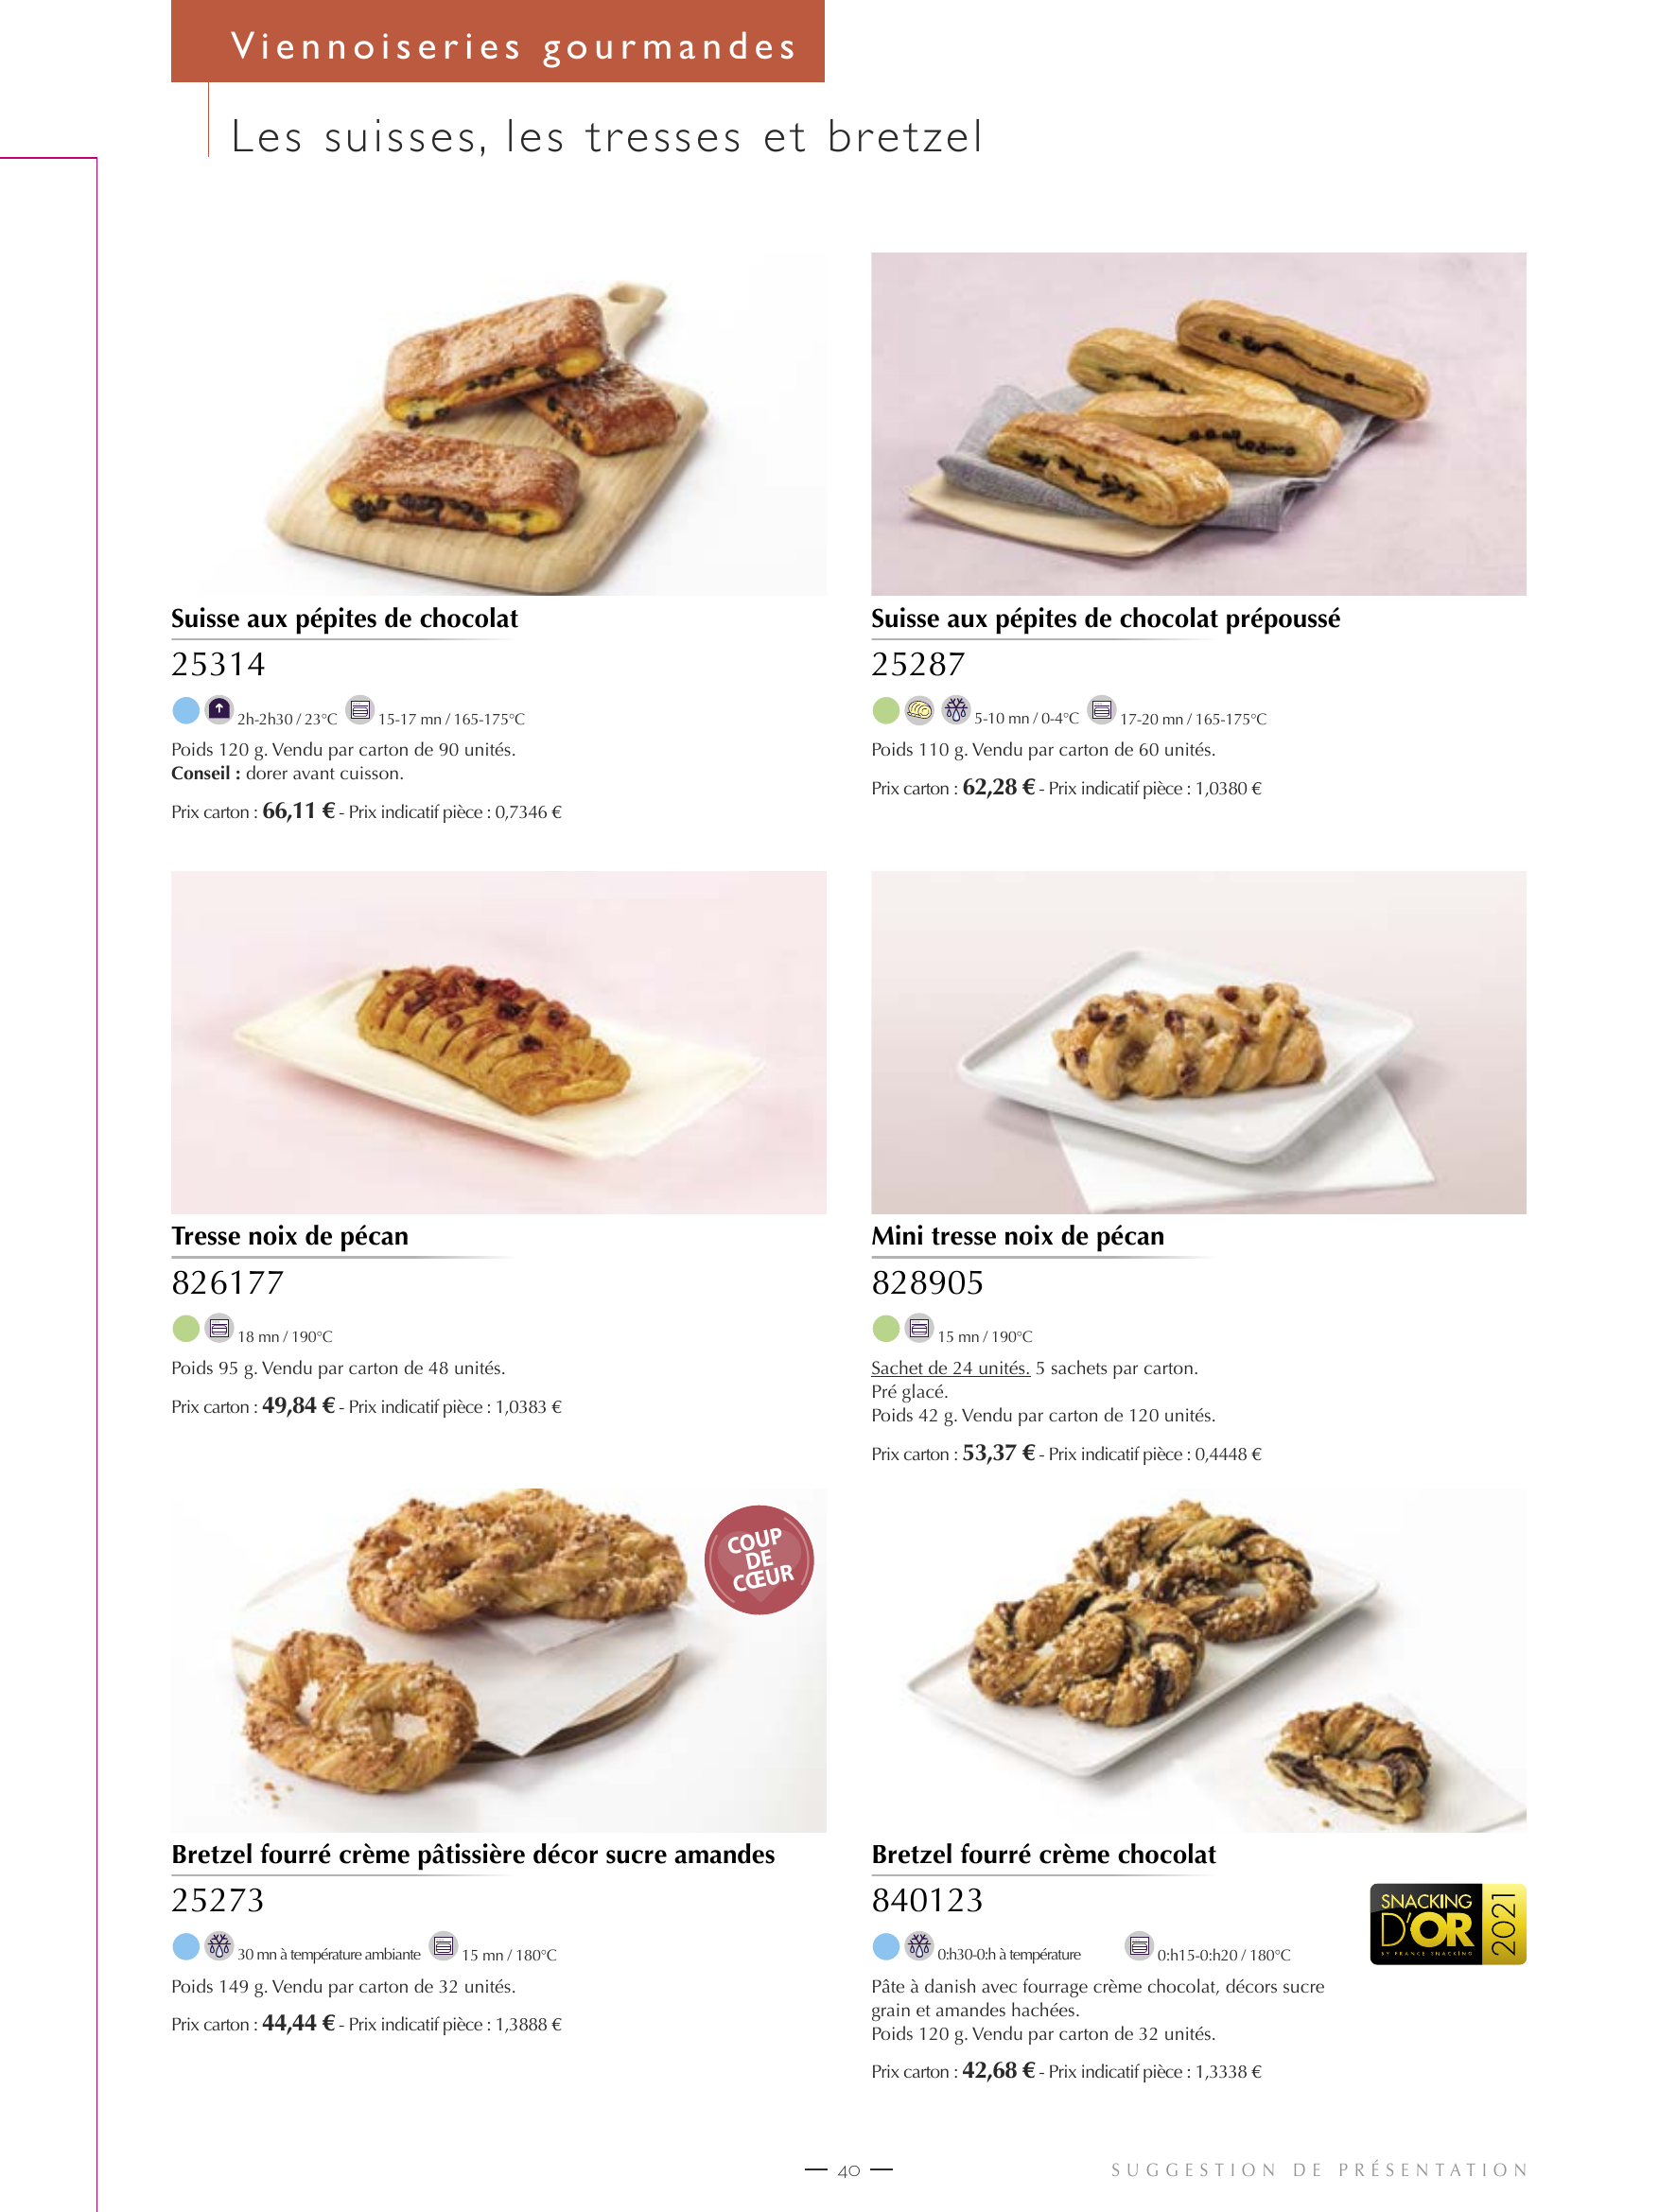 Viennoiseries gourmandes
Les suisses, les tresses et bretzel
Suisse aux pépites de chocolat
25314
2h-2h30 / 23°C 15-17 mn / 165-175°C
Poids 120 g. Vendu par carton de 90 unités.
Conseil : dorer avant cuisson.
Prix carton : 66,11 € - Prix indicatif pièce : 0,7346 €
Suisse aux pépites de chocolat prépoussé
25287
5-10 mn / 0-4°C 17-20 mn / 165-175°C
Poids 110 g. Vendu par carton de 60 unités.
Prix carton : 62,28 € - Prix indicatif pièce : 1,0380 €
Tresse noix de pécan
826177
18 mn / 190°C
Poids 95 g. Vendu par carton de 48 unités.
Prix carton : 49,84 € - Prix indicatif pièce : 1,0383 €
Mini tresse noix de pécan
828905
15 mn / 190°C
Sachet de 24 unités. 5 sachets par carton.
Pré glacé.
Poids 42 g. Vendu par carton de 120 unités.
Prix carton : 53,37 € - Prix indicatif pièce : 0,4448 €
COUP
DE
CŒUR
Bretzel fourré crème pâtissière décor sucre amandes
25273
30 mn à température ambiante 15 mn / 180°C
Poids 149 g. Vendu par carton de 32 unités.
Prix carton : 44,44 € - Prix indicatif pièce : 1,3888 €
Bretzel fourré crème chocolat
840123
0:h30-0:h à température 0:h15-0:h20 / 180°C
Pâte à danish avec fourrage crème chocolat, décors sucre
grain et amandes hachées.
Poids 120 g. Vendu par carton de 32 unités.
Prix carton : 42,68 € - Prix indicatif pièce : 1,3338 €
SNACKING
D'OR
BY FRANCE SNACKING
2021
40
SUGGESTION DE PRÉSENTATION